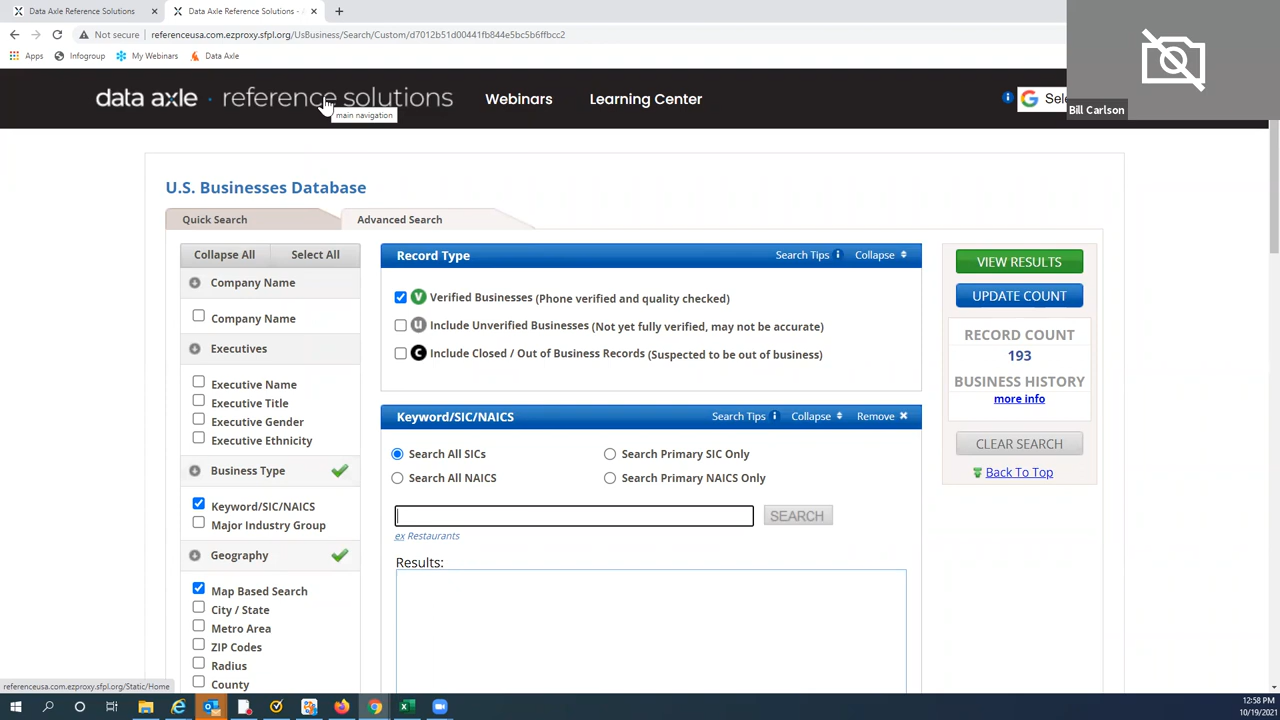 Data Axle Reference Solutions
Data Axle Reference Solutions -
Not secure
referenceusa.com.ezproxy.sfpl.org/UsBusiness/Search/Custom/d7012b51d00441fb844e5bc5b6ffbcc2
Apps
Infogroup
My Webinars
Data Axle
data axle · reference solutions
Webinars
Learning Center
main navigation
Sele
Bill Carlson
U.S. Businesses Database
Quick Search
Advanced Search
Collapse All
Select All
Company Name
Company Name
Executives
Executive Name
Executive Title
Executive Gender
Executive Ethnicity
Business Type
Keyword/SIC/NAICS
Major Industry Group
Geography
Map Based Search
City / State
Metro Area
ZIP Codes
Radius
County
Record Type
Search Tips
Collapse
Verified Businesses (Phone verified and quality checked)
Include Unverified Businesses (Not yet fully verified, may not be accurate)
Include Closed / Out of Business Records (Suspected to be out of business)
Keyword/SIC/NAICS
Search Tips
Collapse
Remove
Search All SICs
Search Primary SIC Only
Search All NAICS
Search Primary NAICS Only
SEARCH
ex Restaurants
Results:
VIEW RESULTS
UPDATE COUNT
RECORD COUNT
193
BUSINESS HISTORY
more info
CLEAR SEARCH
Back To Top
referenceusa.com.ezproxy.sfpl.org/Static/Home
12:58 PM
10/19/2021